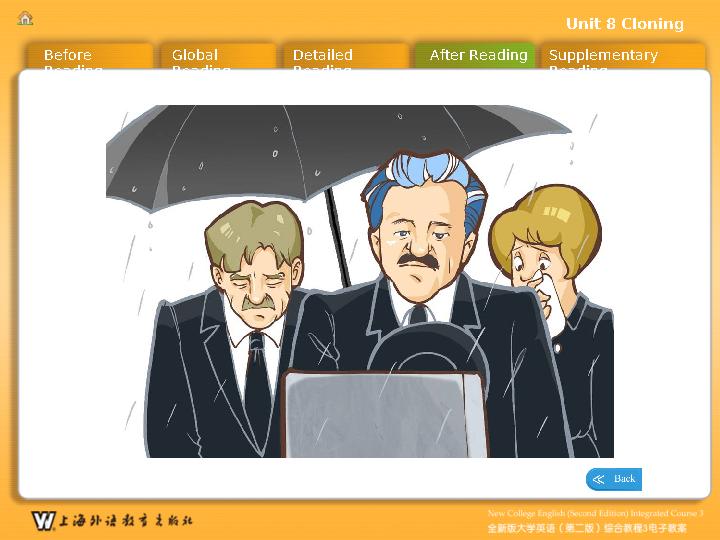 Unit 8 Cloning
Before Reading
Global Reading
Detailed Reading
After Reading
Supplementary Reading
Back
W 上海外语教育出版社
New College English (Second Edition) Integrated Course 3
全新版大学英语（第二版）综合教程3电子教案